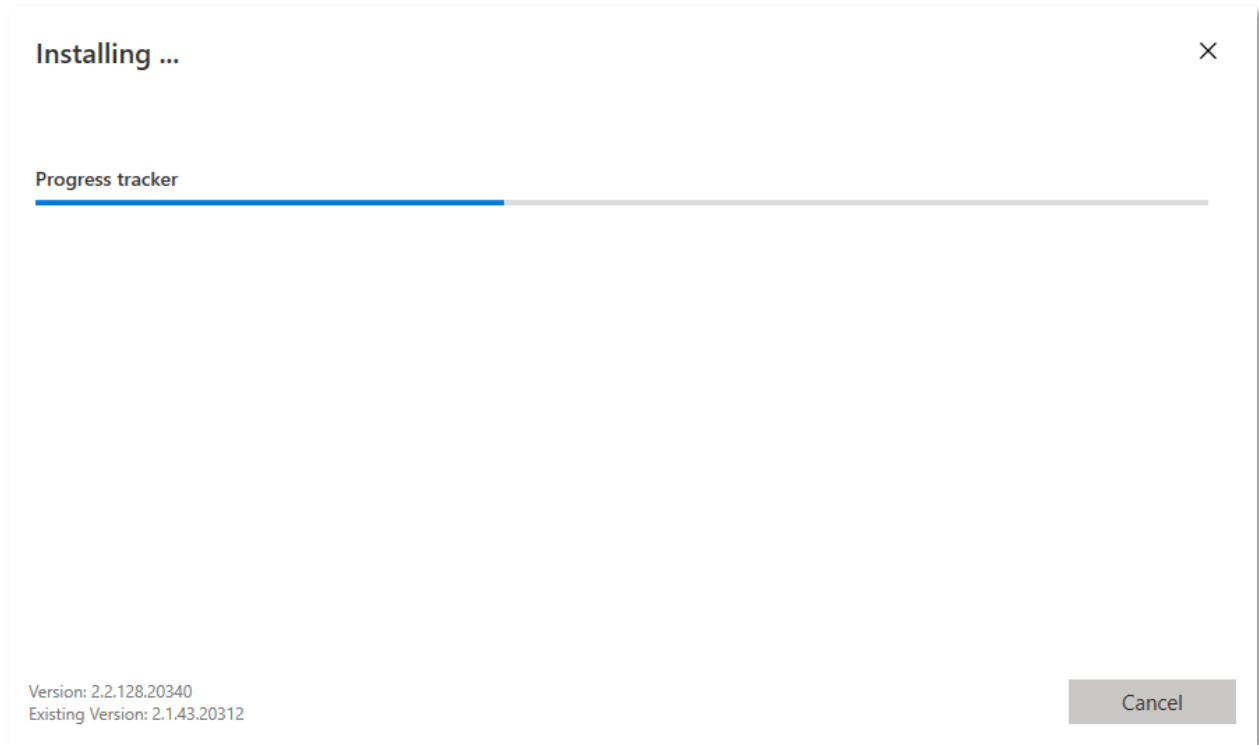 Installing ...
Progress tracker
Version: 2.2.128.20340
Existing Version: 2.1.43.20312
Cancel